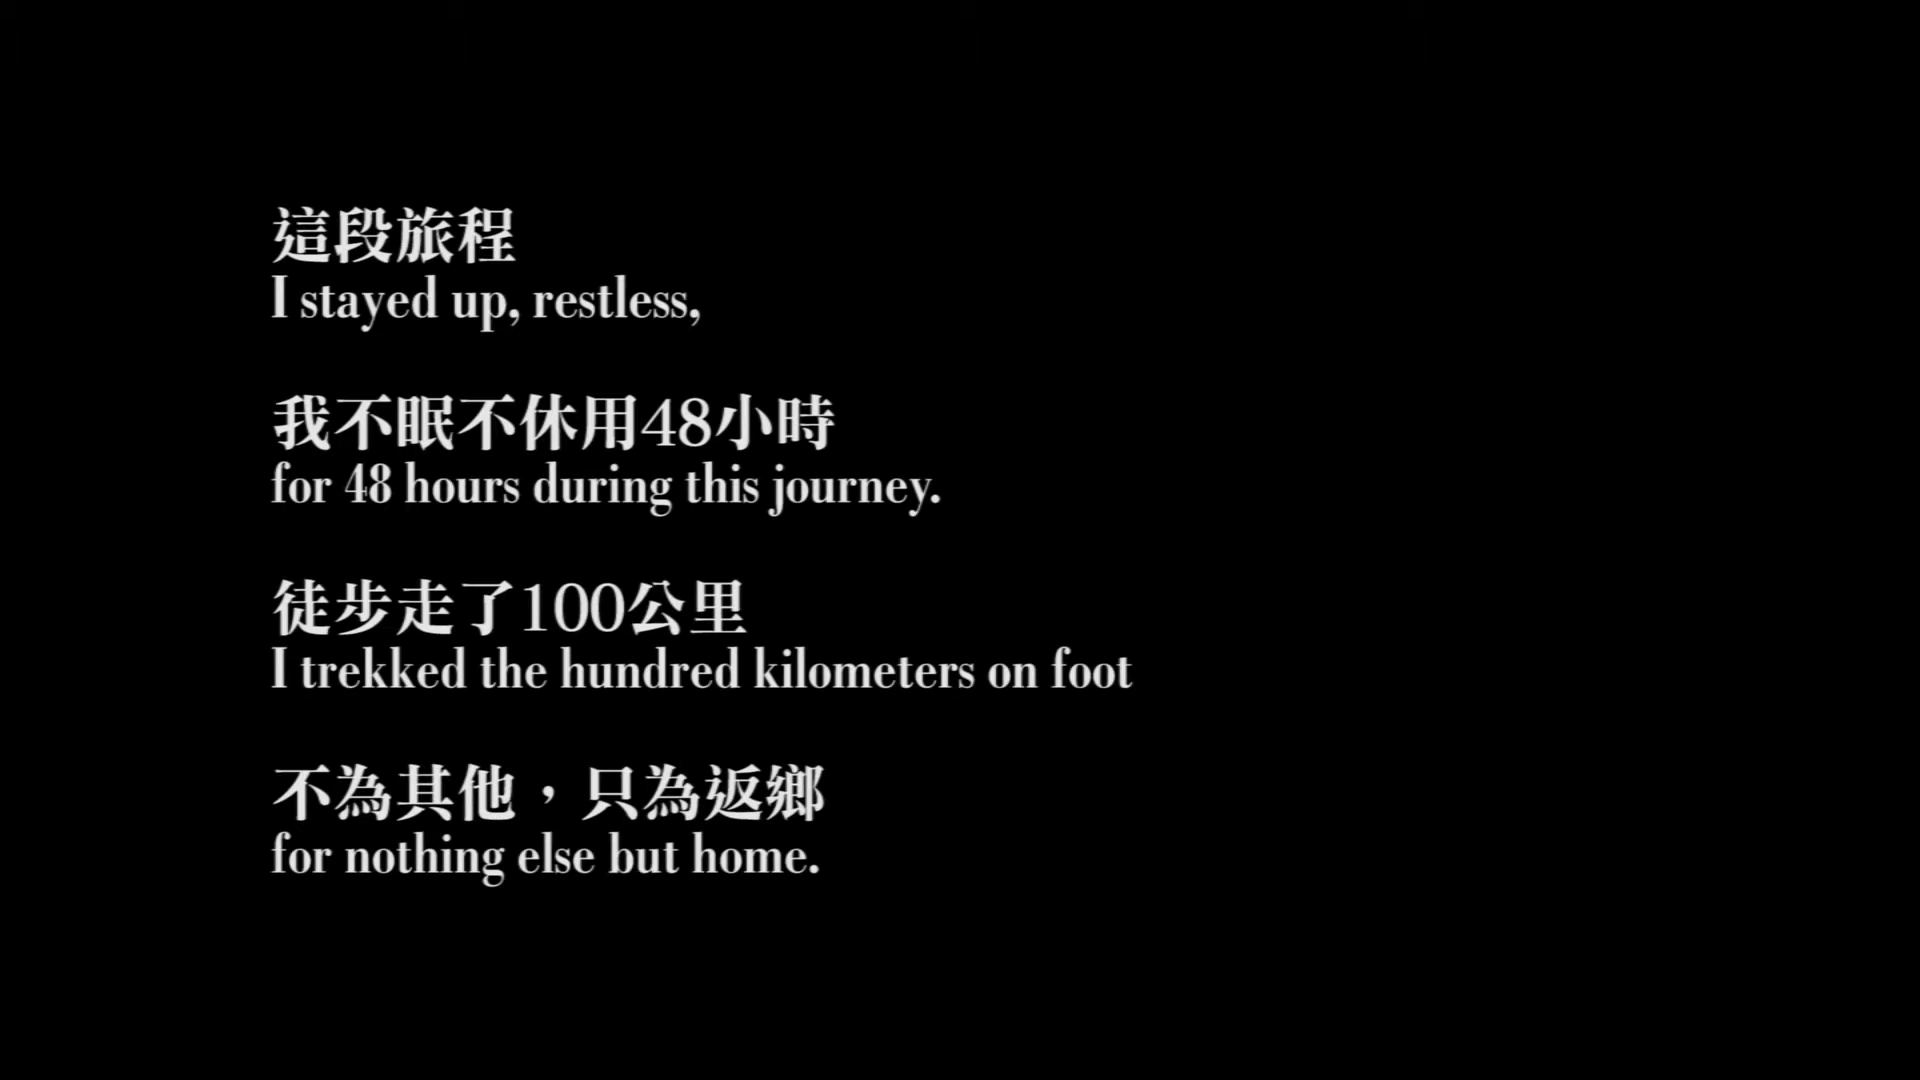 這段旅程
I stayed up, restless,
我不眠不休用48小時
for 48 hours during this journey.
徒步走了100公里
I trekked the hundred kilometers on foot
不為其他，只為返鄉
for nothing else but home.